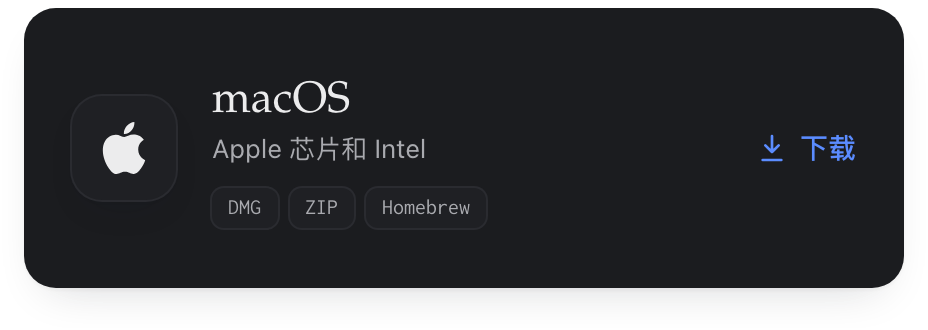 macOS
Apple 芯片和 Intel
下载
DMG ZIP Homebrew